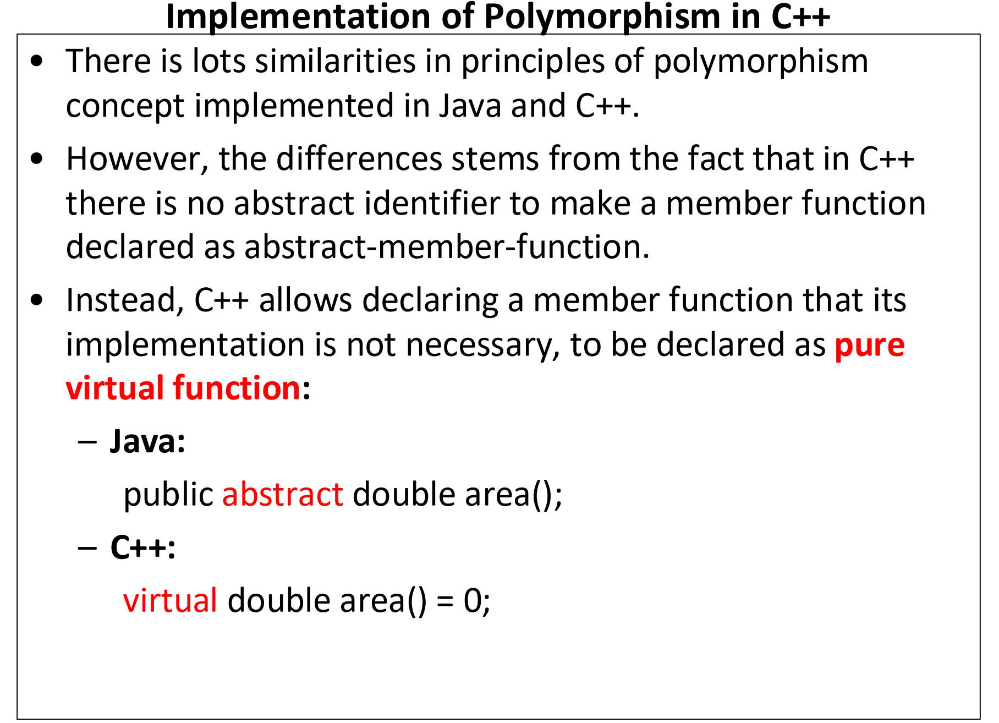 Implementation of Polymorphism in C++
• There is lots similarities in principles of polymorphism
concept implemented in Java and C++.
• However, the differences stems from the fact that in C++
there is no abstract identifier to make a member function
declared as abstract-member-function.
• Instead, C++ allows declaring a member function that its
implementation is not necessary, to be declared as pure
virtual function:
– Java:
public abstract double area();
– C++:
virtual double area() = 0;